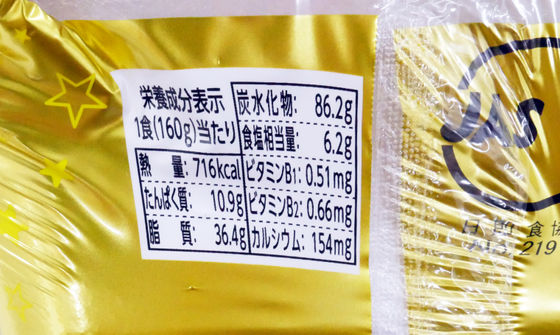 栄養成分表示
1食(160g)当たり
熱量: 716kcal
たんぱく質: 10.9g
脂質: 36.4g
炭水化物: 86.2g
食塩相当量: 6.2g
ビタミンB1: 0.51mg
ビタミンB2: 0.66mg
カルシウム: 154mg
JAS
食協
219